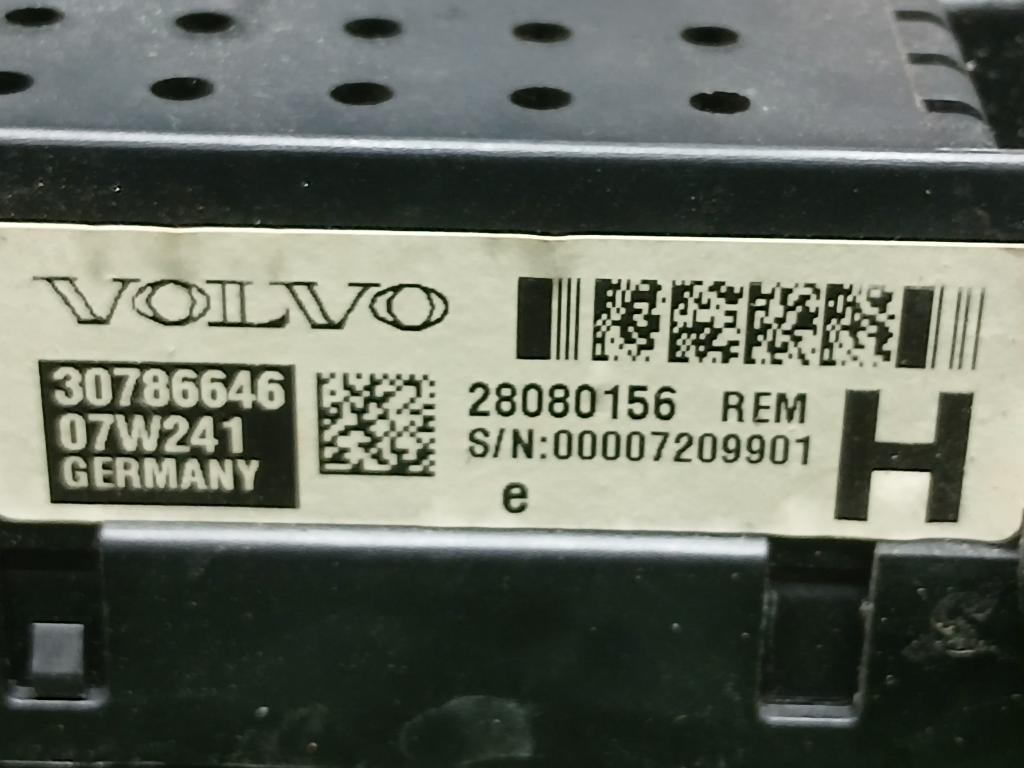 VOLVO
30786646
07W241
GERMANY
28080156 REM
S/N:00007209901
e
H